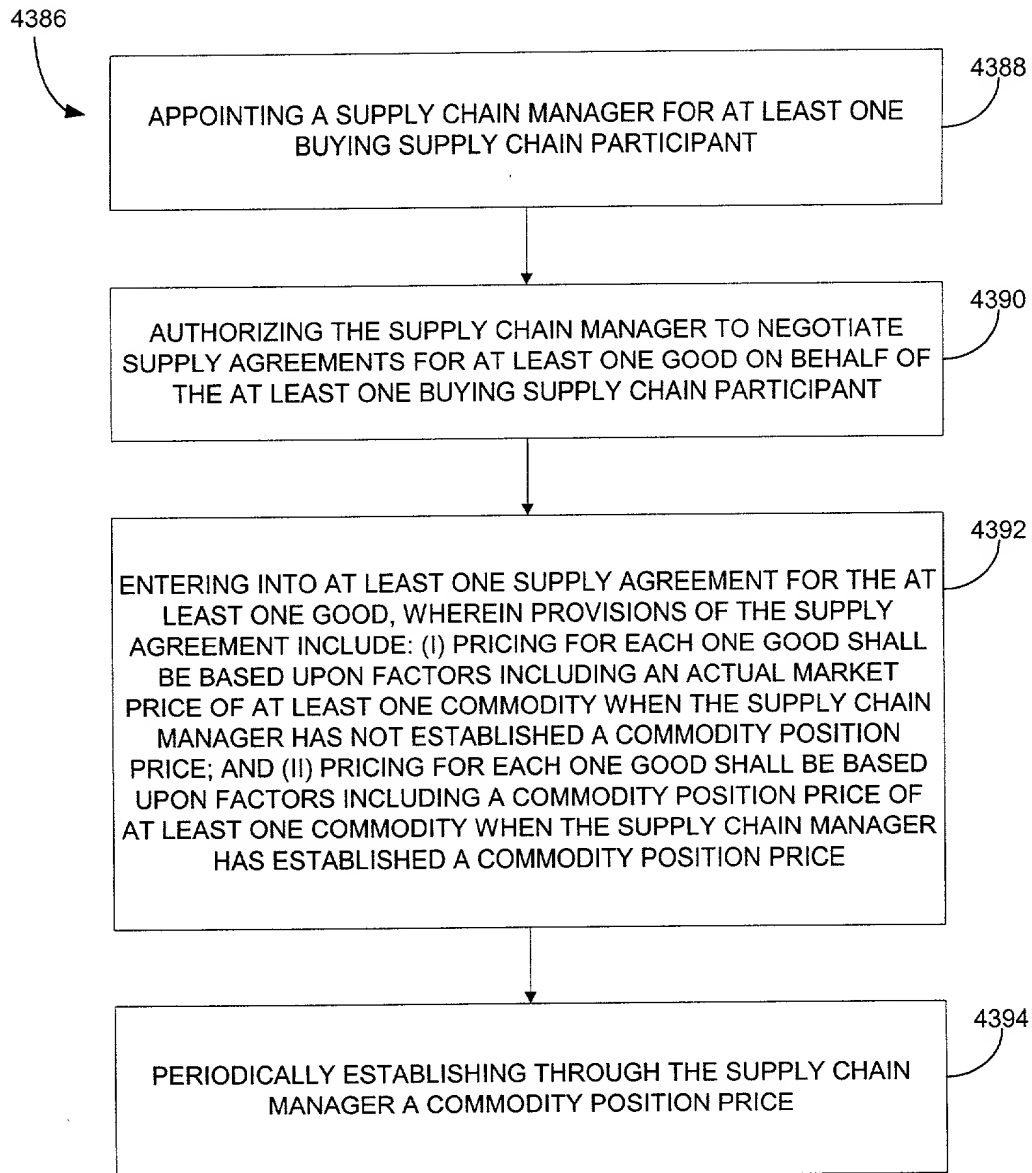 4386
4388
APPOINTING A SUPPLY CHAIN MANAGER FOR AT LEAST ONE
BUYING SUPPLY CHAIN PARTICIPANT
4390
AUTHORIZING THE SUPPLY CHAIN MANAGER TO NEGOTIATE
SUPPLY AGREEMENTS FOR AT LEAST ONE GOOD ON BEHALF OF
THE AT LEAST ONE BUYING SUPPLY CHAIN PARTICIPANT
4392
ENTERING INTO AT LEAST ONE SUPPLY AGREEMENT FOR THE AT
LEAST ONE GOOD, WHEREIN PROVISIONS OF THE SUPPLY
AGREEMENT INCLUDE: (I) PRICING FOR EACH ONE GOOD SHALL
BE BASED UPON FACTORS INCLUDING AN ACTUAL MARKET
PRICE OF AT LEAST ONE COMMODITY WHEN THE SUPPLY CHAIN
MANAGER HAS NOT ESTABLISHED A COMMODITY POSITION
PRICE; AND (II) PRICING FOR EACH ONE GOOD SHALL BE BASED
UPON FACTORS INCLUDING A COMMODITY POSITION PRICE OF
AT LEAST ONE COMMODITY WHEN THE SUPPLY CHAIN MANAGER
HAS ESTABLISHED A COMMODITY POSITION PRICE
4394
PERIODICALLY ESTABLISHING THROUGH THE SUPPLY CHAIN
MANAGER A COMMODITY POSITION PRICE